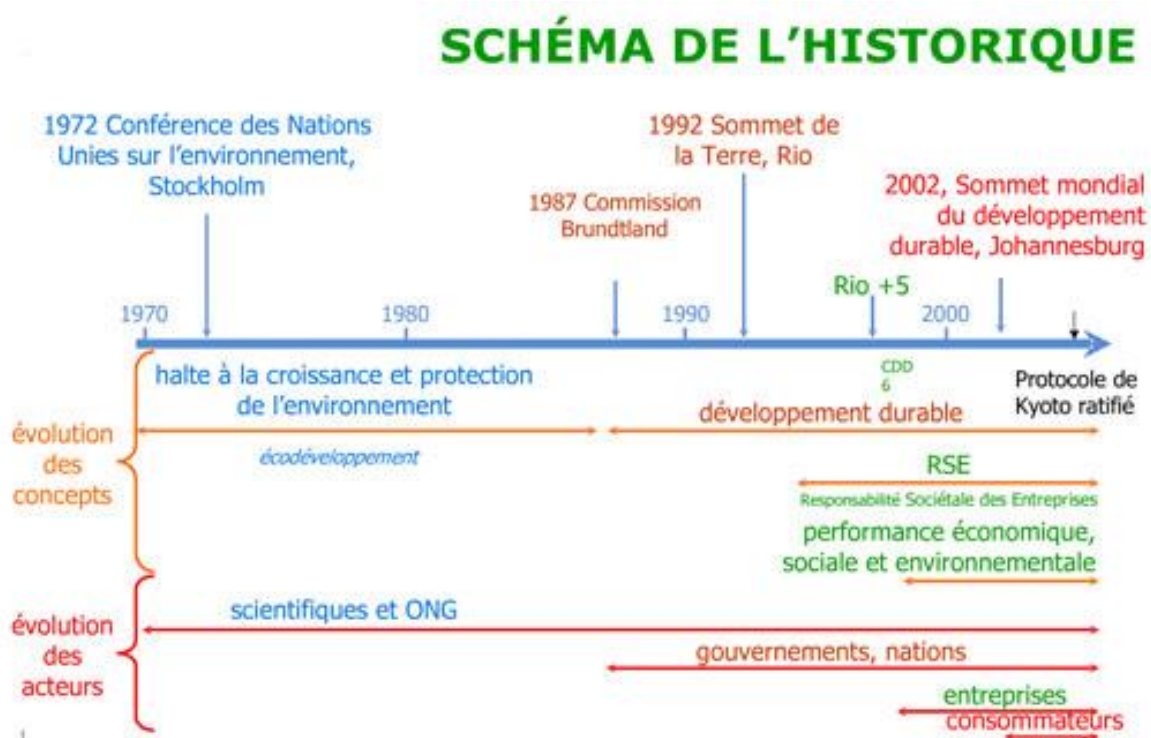 SCHÉMA DE L'HISTORIQUE
1972 Conférence des Nations
Unies sur l'environnement,
Stockholm
1987 Commission
Brundtland
1992 Sommet de
la Terre, Rio
Rio +5
2002, Sommet mondial
du développement
durable, Johannesburg
1970
1980
1990
2000
halte à la croissance et protection
de l'environnement
CDD
6
Protocole de
Kyoto ratifié
développement durable
évolution
des
concepts
écodéveloppement
RSE
Responsabilité Sociétale des Entreprises
performance économique,
sociale et environnementale
évolution
des
acteurs
scientifiques et ONG
gouvernements, nations
entreprises
consommateurs